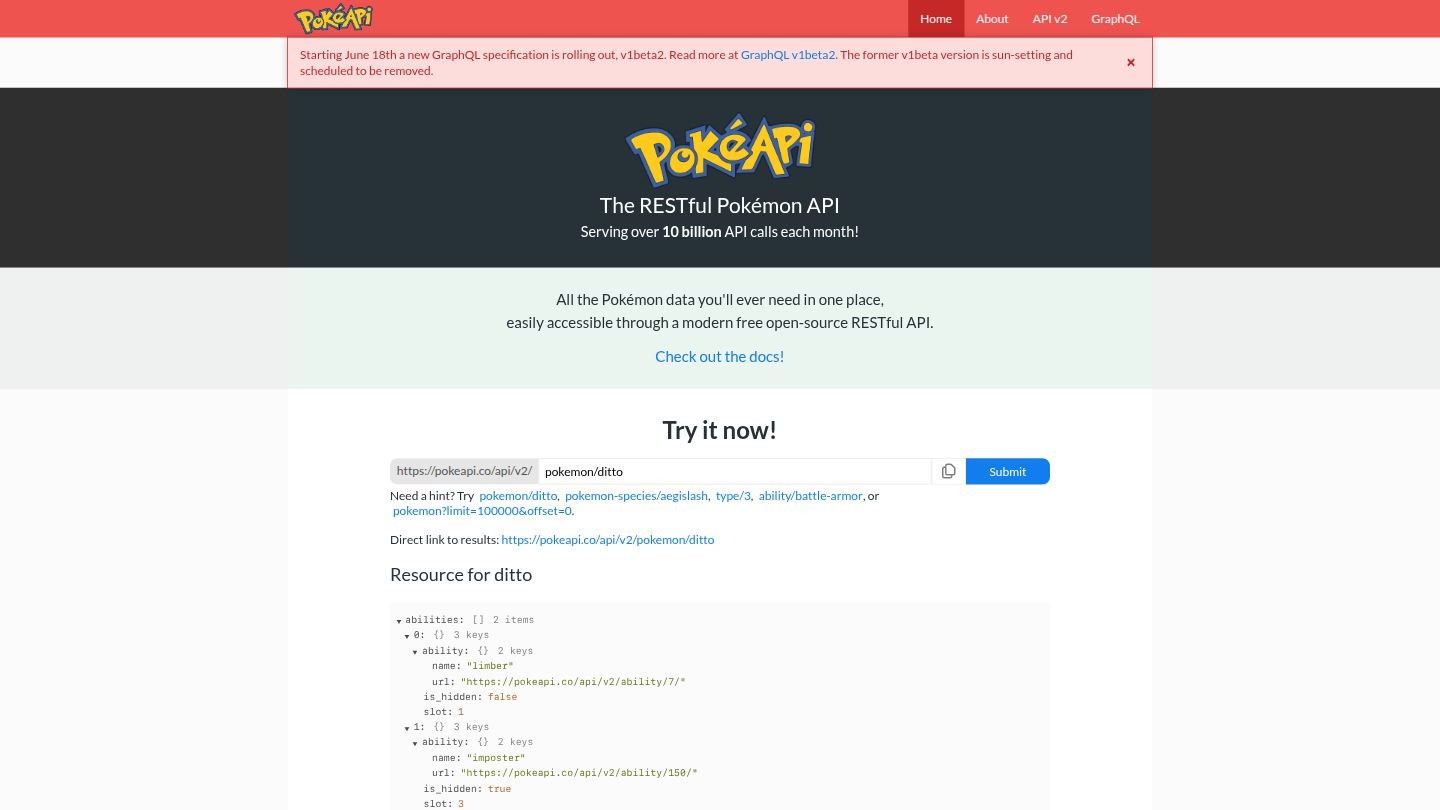 PokéApi
Home
About
API v2
GraphQL
Starting June 18th a new GraphQL specification is rolling out, v1beta2. Read more at GraphQL v1beta2. The former v1beta version is sun-setting and
scheduled to be removed.
×
PokéApi
The RESTful Pokémon API
Serving over 10 billion API calls each month!
All the Pokémon data you'll ever need in one place,
easily accessible through a modern free open-source RESTful API.
Check out the docs!
Try it now!
https://pokeapi.co/api/v2/ pokemon/ditto Submit
Need a hint? Try pokemon/ditto, pokemon-species/aegislash, type/3, ability/battle-armor, or
pokemon?limit=100000&offset=0.
Direct link to results: https://pokeapi.co/api/v2/pokemon/ditto
Resource for ditto
abilities: [] 2 items
0: {} 3 keys
ability: {} 2 keys
name: "limber"
url: "https://pokeapi.co/api/v2/ability/7/"
is_hidden: false
slot: 1
1: {} 3 keys
ability: {} 2 keys
name: "imposter"
url: "https://pokeapi.co/api/v2/ability/150/"
is_hidden: true
slot: 3